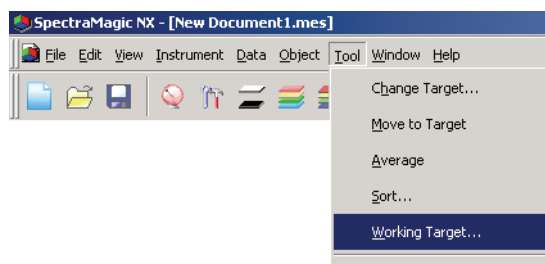 SpectraMagic NX - [New Document1.mes]
File Edit View Instrument Data Object Tool Window Help
Change Target...
Move to Target
Average
Sort...
Working Target...